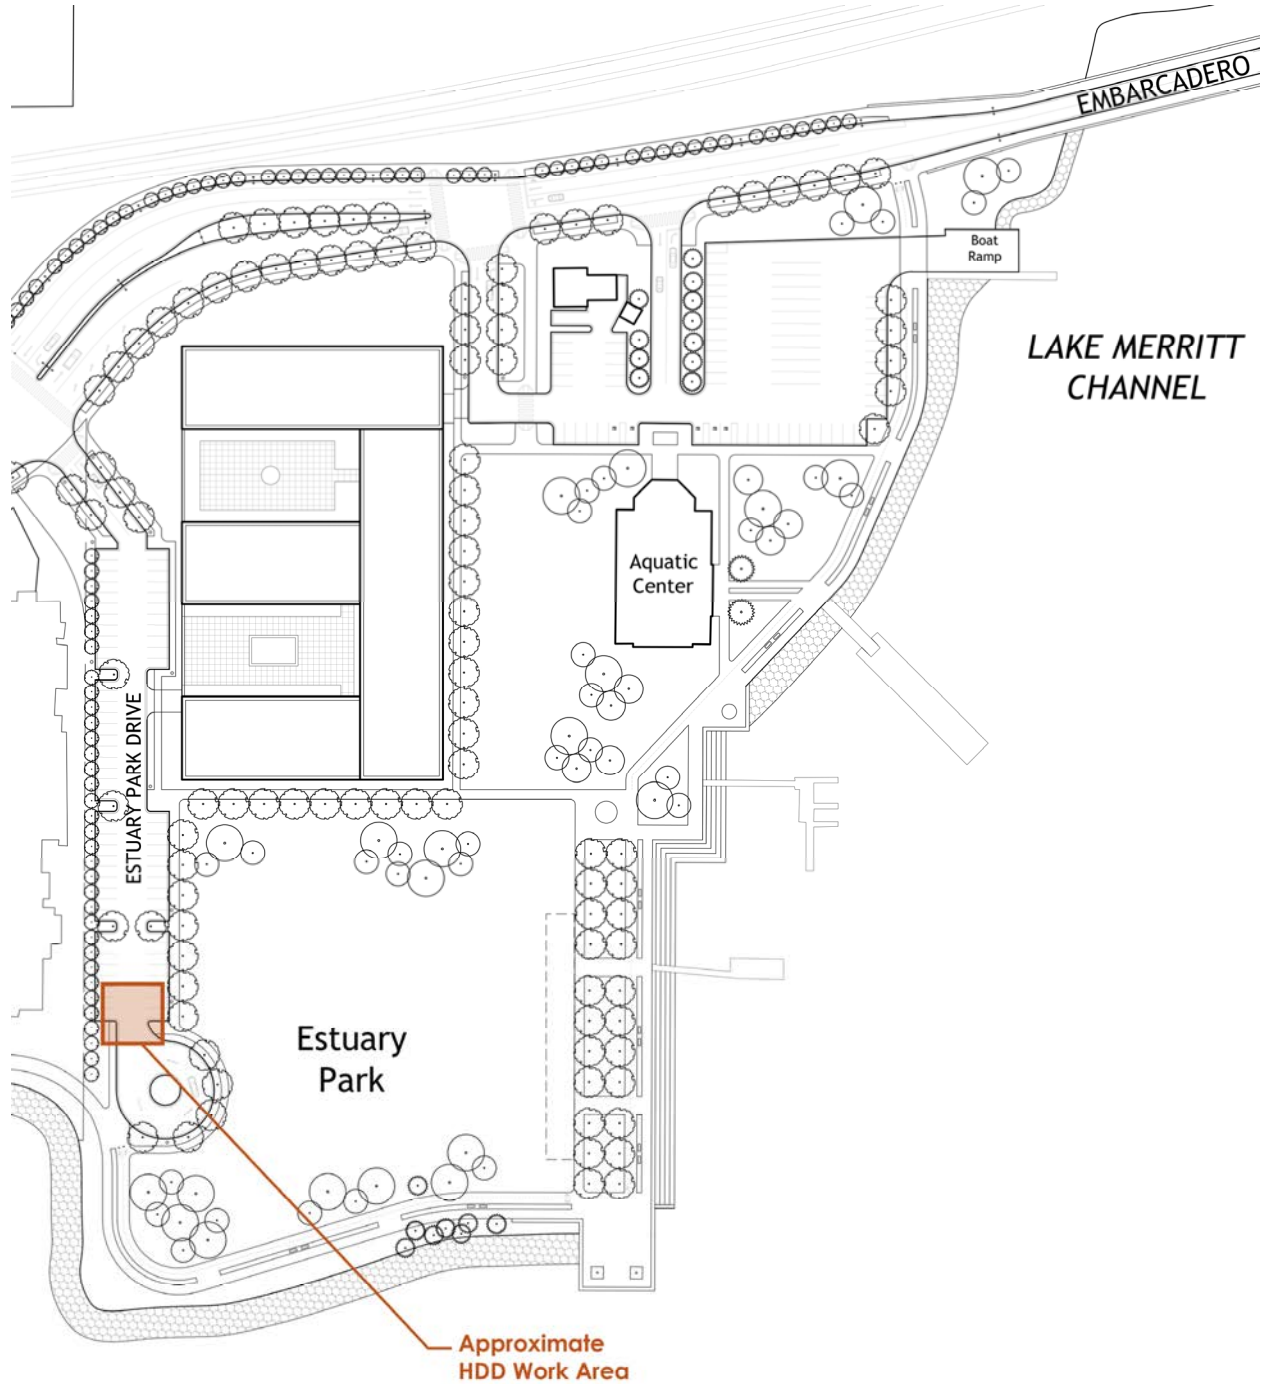 EMBARCADERO
Boat
Ramp
LAKE MERRITT
CHANNEL
Aquatic
Center
ESTUARY PARK DRIVE
Estuary
Park
Approximate
HDD Work Area